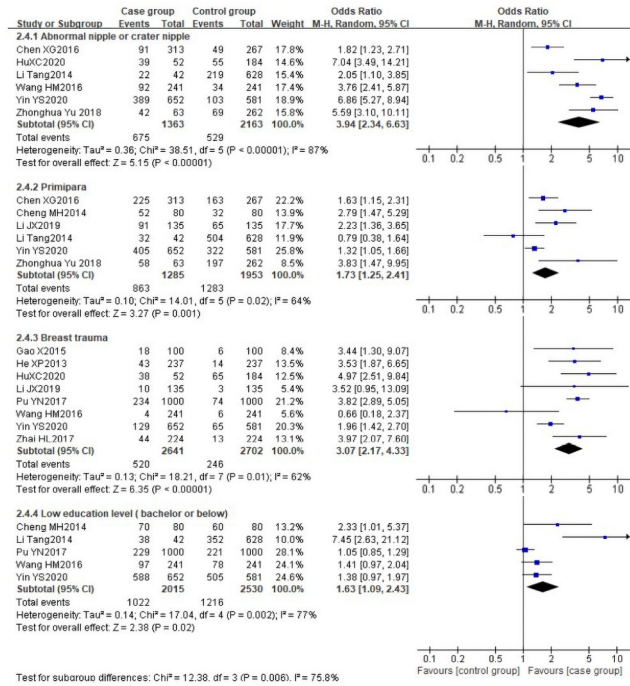 Case group Control group Odds Ratio Odds Ratio
Study or Subgroup Events Total Events Total Weight M-H, Random, 95% CI M-H, Random, 95% CI
2.4.1 Abnormal nipple or crater nipple
Chen XG2016 91 313 49 267 17.8% 1.82 [1.23, 2.71]
HuXC2020 39 52 55 184 14.0% 7.04 [3.49, 14.21]
Li Tang2014 22 42 219 628 14.9% 2.05 [1.10, 3.85]
Wang HM2016 92 241 34 241 17.2% 3.76 [2.41, 5.87]
Yin YS2020 389 652 103 581 20.7% 6.86 [5.27, 8.94]
Zhonghua Yu 2018 42 63 69 262 15.3% 5.59 [3.10, 10.11]
Subtotal (95% CI) 1363 2163 100.0% 3.94 [2.34, 6.63]
Total events 675 529
Heterogeneity: Tau² = 0.36; Chi² = 38.51, df = 5 (P < 0.00001); I² = 87%
Test for overall effect: Z = 5.15 (P < 0.00001)
0.1 0.2 0.5 1 2 5 10
2.4.2 Primipara
Chen XG2016 225 313 163 267 22.2% 1.63 [1.15, 2.31]
Cheng MH2014 52 80 32 80 13.9% 2.79 [1.47, 5.29]
Li JX2019 91 135 65 135 17.7% 2.23 [1.36, 3.65]
Li Tang2014 32 42 504 628 12.1% 0.79 [0.38, 1.64]
Yin YS2020 405 652 322 581 26.1% 1.32 [1.05, 1.66]
Zhonghua Yu 2018 58 63 197 262 8.1% 3.83 [1.47, 9.95]
Subtotal (95% CI) 1285 1953 100.0% 1.73 [1.25, 2.41]
Total events 863 1283
Heterogeneity: Tau² = 0.10; Chi² = 14.01, df = 5 (P = 0.02); I² = 64%
Test for overall effect: Z = 3.27 (P = 0.001)
0.1 0.2 0.5 1 2 5 10
2.4.3 Breast trauma
Gao X2015 18 100 6 100 8.4% 3.44 [1.30, 9.07]
He XP2013 43 237 14 237 13.6% 3.53 [1.87, 6.65]
HuXC2020 38 52 65 184 12.9% 4.97 [2.51, 9.84]
Li JX2019 10 135 3 135 5.2% 3.52 [0.95, 13.09]
Pu YN2017 234 1000 74 1000 21.2% 3.82 [2.89, 5.05]
Wang HM2016 4 241 6 241 5.4% 0.66 [0.18, 2.37]
Yin YS2020 129 652 65 581 20.1% 1.96 [1.42, 2.70]
Zhai HL2017 44 224 13 224 13.1% 3.97 [2.07, 7.60]
Subtotal (95% CI) 2641 2702 100.0% 3.07 [2.17, 4.33]
Total events 520 246
Heterogeneity: Tau² = 0.13; Chi² = 18.21, df = 7 (P = 0.01); I² = 62%
Test for overall effect: Z = 6.35 (P < 0.00001)
0.1 0.2 0.5 1 2 5 10
2.4.4 Low education level ( bachelor or below)
Cheng MH2014 70 80 60 80 13.2% 2.33 [1.01, 5.37]
Li Tang2014 38 42 352 628 10.0% 7.45 [2.63, 21.12]
Pu YN2017 229 1000 221 1000 28.1% 1.05 [0.85, 1.29]
Wang HM2016 97 241 78 241 24.1% 1.41 [0.97, 2.04]
Yin YS2020 588 652 505 581 24.6% 1.38 [0.97, 1.97]
Subtotal (95% CI) 2015 2530 100.0% 1.63 [1.09, 2.43]
Total events 1022 1216
Heterogeneity: Tau² = 0.14; Chi² = 17.04, df = 4 (P = 0.002); I² = 77%
Test for overall effect: Z = 2.38 (P = 0.02)
0.1 0.2 0.5 1 2 5 10
Favours [control group] Favours [case group]
Test for subgroup differences: Chi² = 12.38, df = 3 (P = 0.006), I² = 75.8%